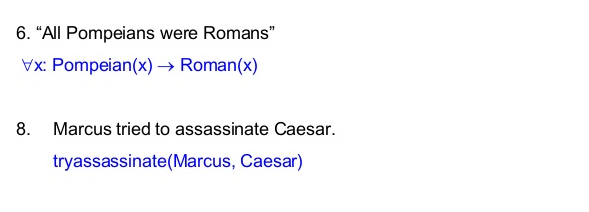 6. “All Pompeians were Romans”
∀x: Pompeian(x) → Roman(x)
8. Marcus tried to assassinate Caesar.
tryassassinate(Marcus, Caesar)